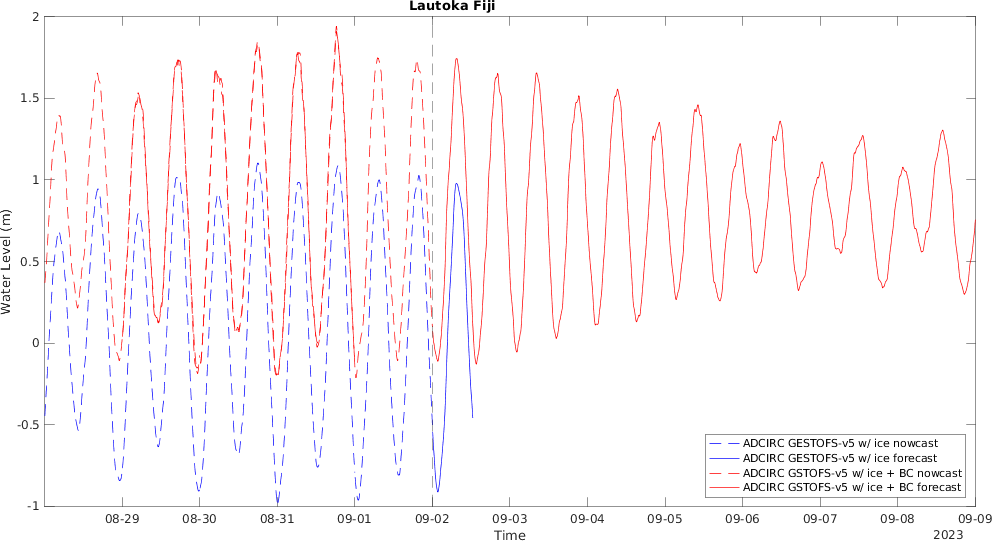 Lautoka Fiji
Water Level (m)
2
1.5
1
0.5
0
-0.5
-1
ADCIRC GESTOFS-v5 w/ ice nowcast
ADCIRC GESTOFS-v5 w/ ice forecast
ADCIRC GSTOFS-v5 w/ ice + BC nowcast
ADCIRC GSTOFS-v5 w/ ice + BC forecast
08-29 08-30 08-31 09-01 09-02 09-03 09-04 09-05 09-06 09-07 09-08 09-09
Time
2023